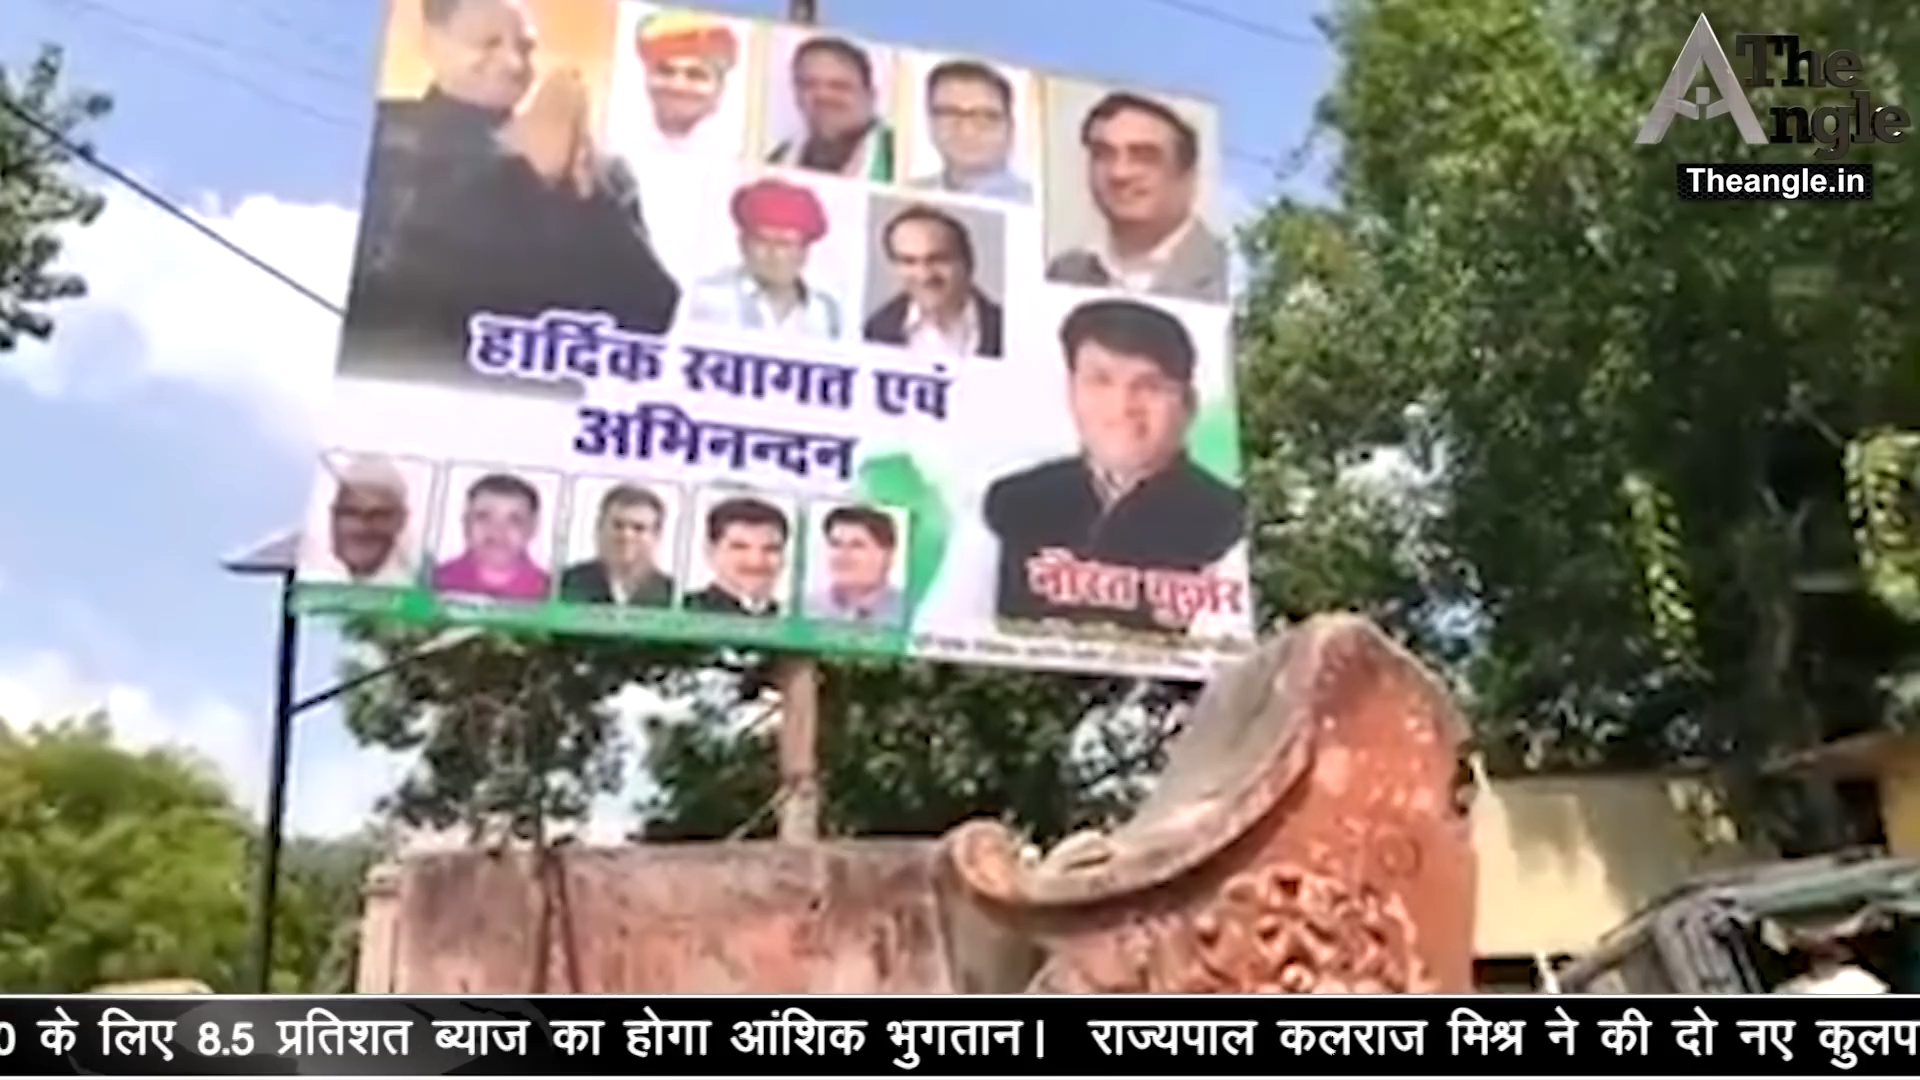 The
Angle
Theangle.in
हार्दिक स्वागत एवं
अभिनन्दन
गुर्जर
0 के लिए 8.5 प्रतिशत ब्याज का होगा आंशिक भुगतान। राज्यपाल कलराज मिश्र ने की दो नए कुलप